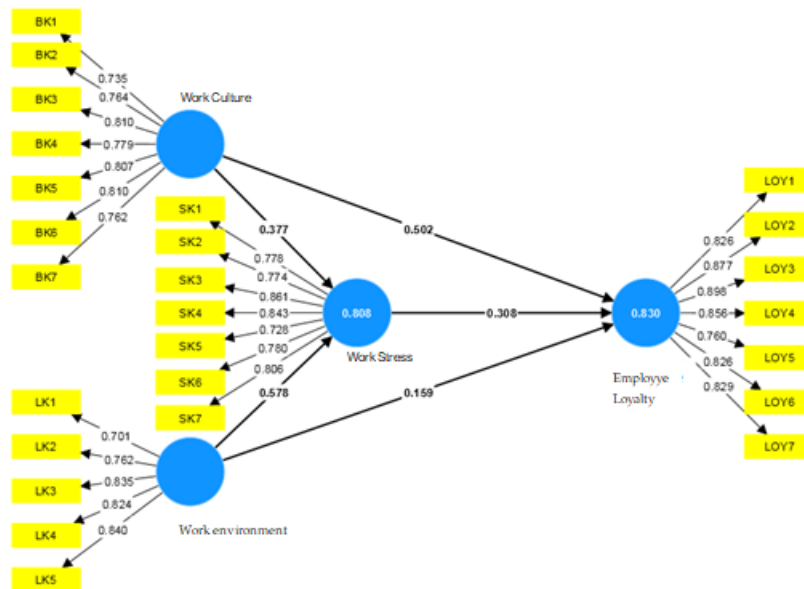 BK1
BK2
BK3
BK4
BK5
BK6
BK7
0.735
0.764
0.810
0.779
0.807
0.810
0.762
Work Culture
SK1
SK2
SK3
SK4
SK5
SK6
SK7
0.778
0.774
0.861
0.843
0.728
0.780
0.806
0.377
0.502
0.808
0.308
0.830
Work Stress
0.578
0.159
LOY1
LOY2
LOY3
LOY4
LOY5
LOY6
LOY7
0.826
0.877
0.898
0.856
0.760
0.826
0.829
Employye
Loyalty
LK1
LK2
LK3
LK4
LK5
0.701
0.762
0.835
0.824
0.840
Work environment